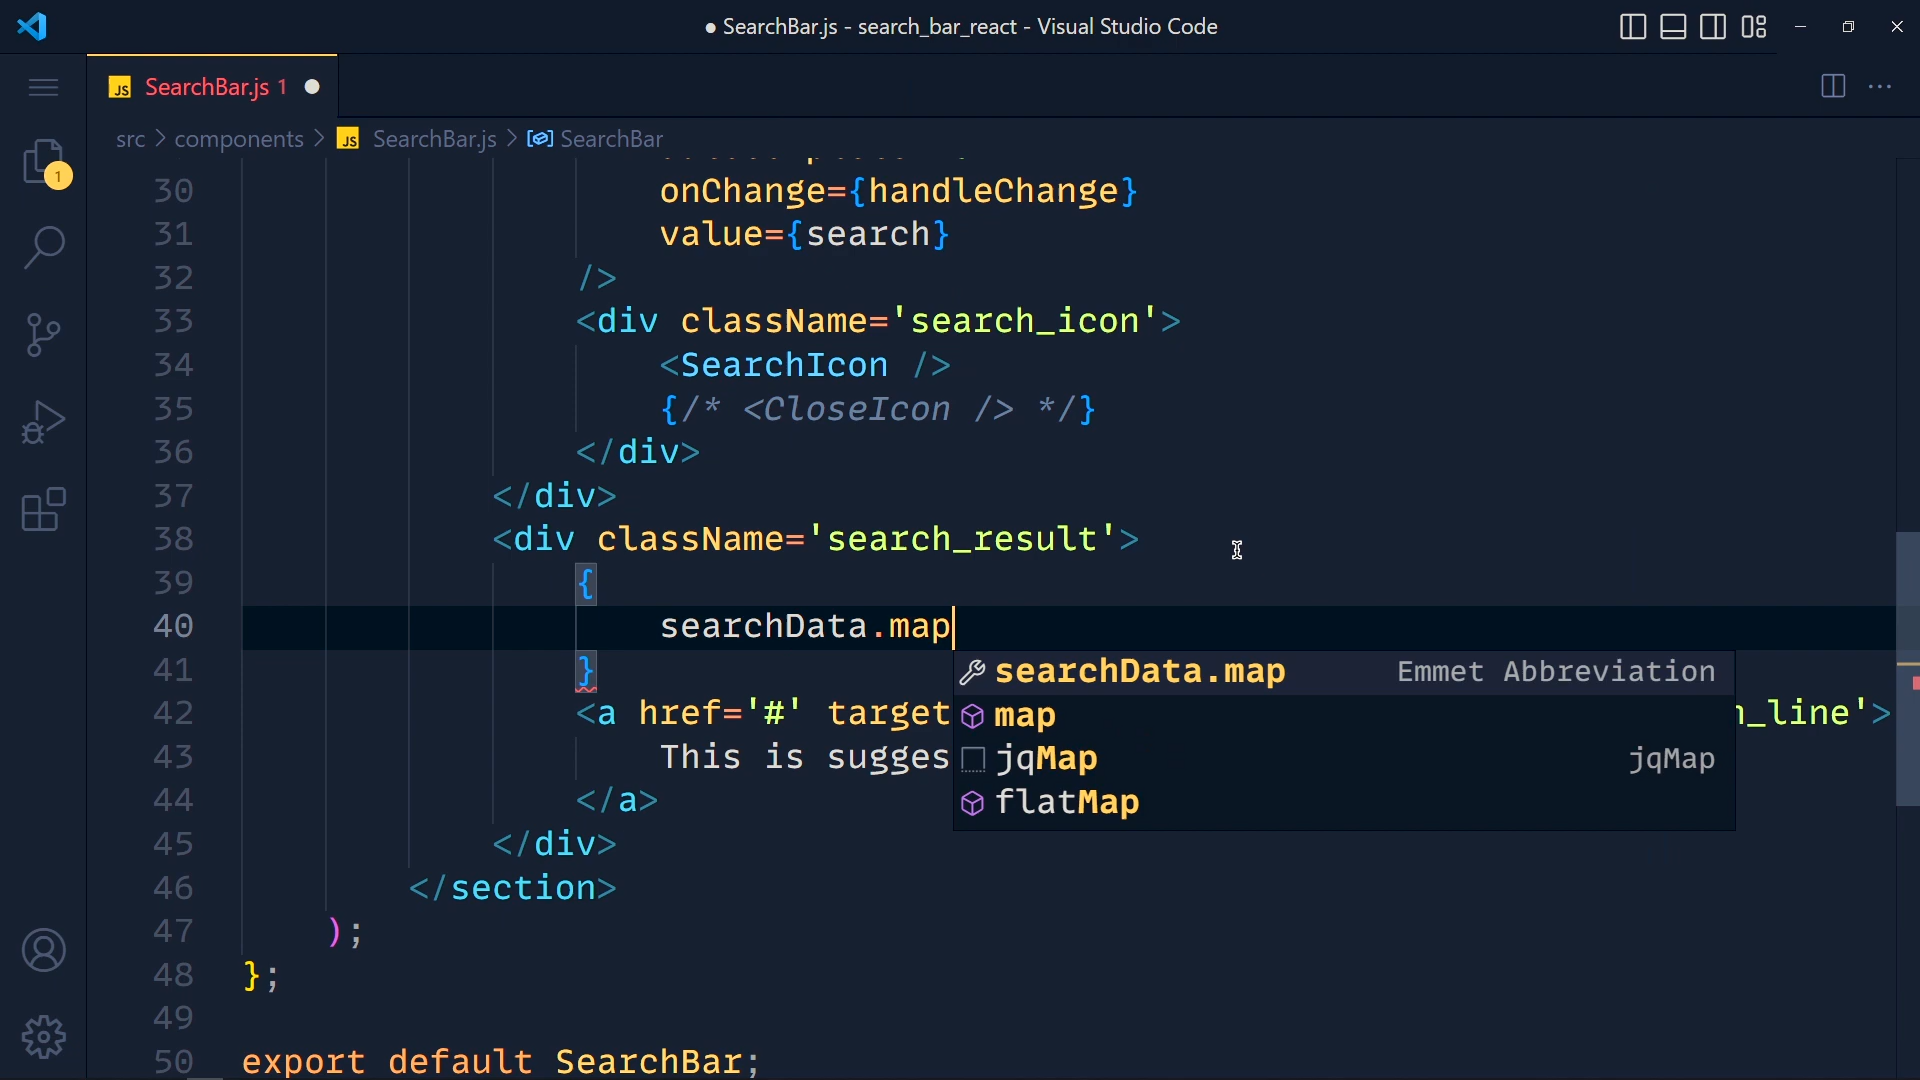 SearchBar.js - search_bar_react - Visual Studio Code
JS SearchBar.js 1
src > components > JS SearchBar.js > SearchBar
1
30 onChange={handleChange}
31 value={search}
32 />
33 <div className='search_icon'>
34 <SearchIcon />
35 {/* <CloseIcon /> */}
36 </div>
37 </div>
38 <div className='search_result'>
39 {
40 searchData.map
41 }
searchData.map Emmet Abbreviation
42 <a href='#' target
_line'>
map
43 This is sugges
jqMap jqMap
44 </a>
flatMap
45 </div>
46 </section>
47 );
48 };
49
50 export default SearchBar;